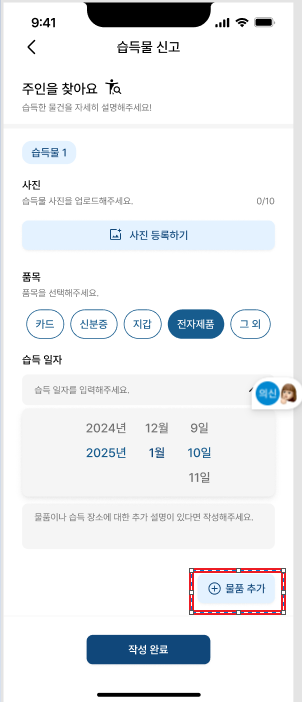 9:41
습득물 신고
주인을 찾아요
습득한 물건을 자세히 설명해주세요!
습득물 1
사진
습득물 사진을 업로드해주세요. 0/10
사진 등록하기
품목
품목을 선택해주세요.
카드 신분증 지갑 전자제품 그 외
습득 일자
습득 일자를 입력해주세요.
의신
2024년 12월 9일
2025년 1월 10일
11일
물품이나 습득 장소에 대한 추가 설명이 있다면 작성해주세요.
물품 추가
작성 완료